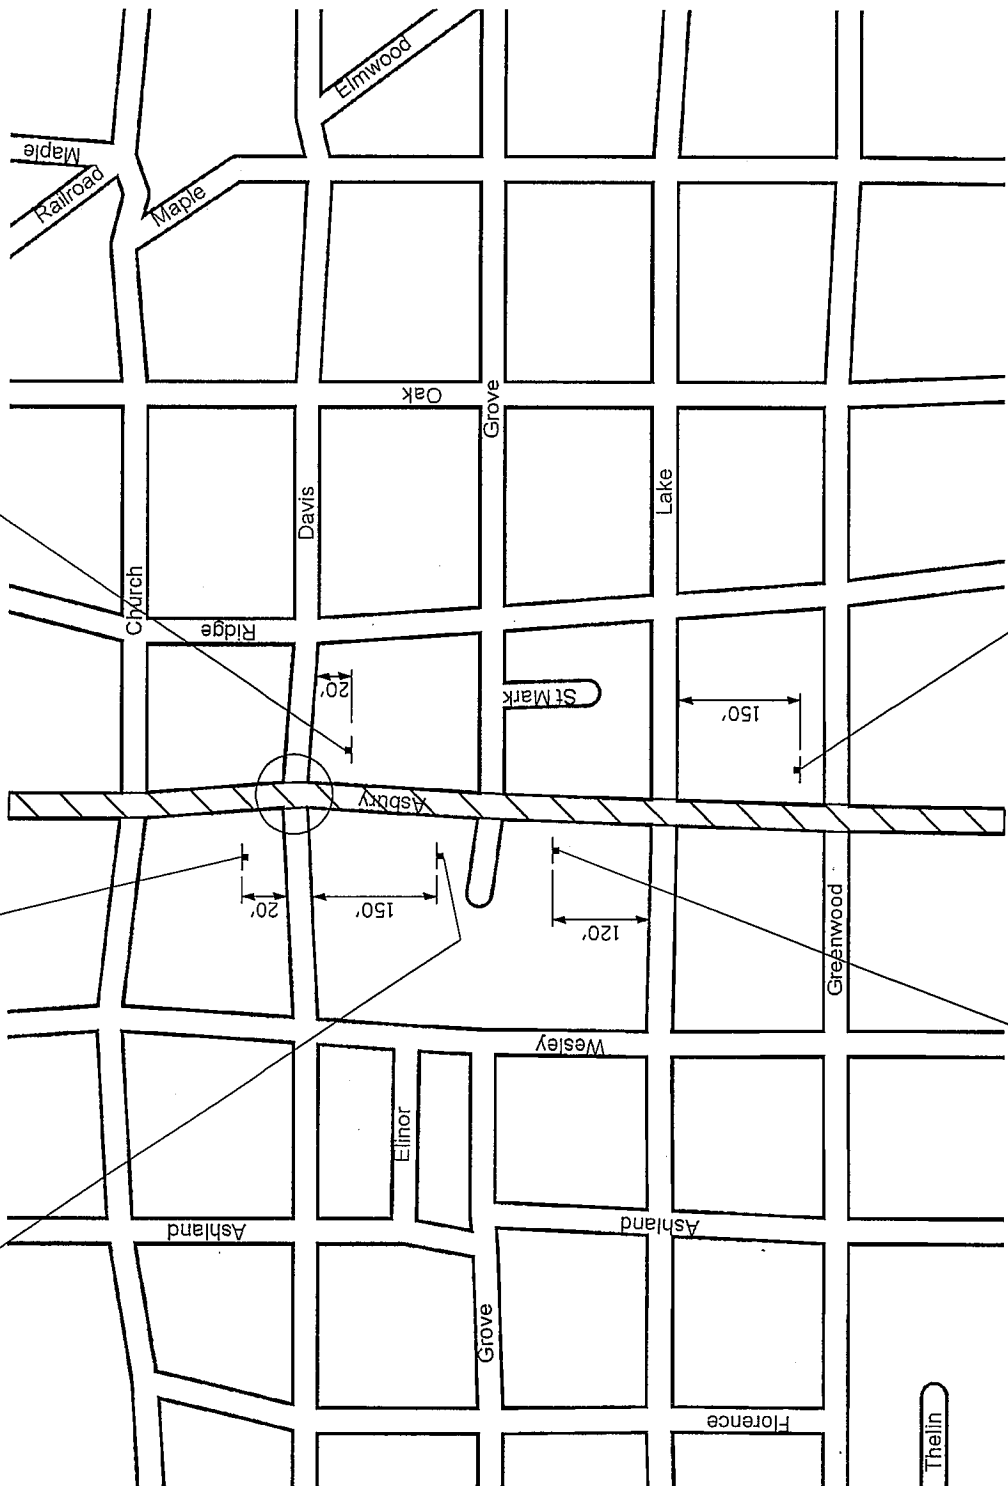 Elmwood
Maple
Railroad
Maple
Oak
Grove
Davis
Lake
Church
Ridge
20'
St Mark
150'
Asbury
20'
150'
120'
Greenwood
Wesley
Elinor
Ashland
Ashland
Grove
Florence
Thelin